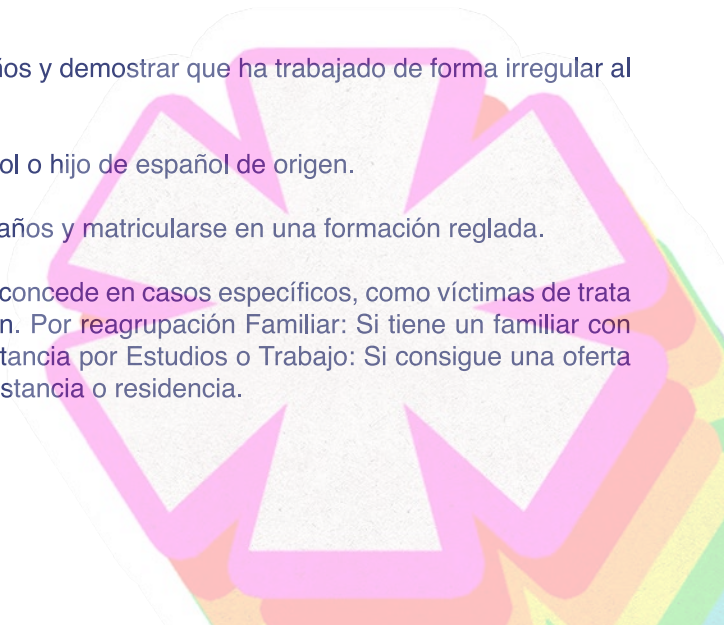 os y demostrar que ha trabajado de forma irregular al
ol o hijo de español de origen.
años y matricularse en una formación reglada.
concede en casos específicos, como víctimas de trata
n. Por reagrupación Familiar: Si tiene un familiar con
tancia por Estudios o Trabajo: Si consigue una oferta
stancia o residencia.